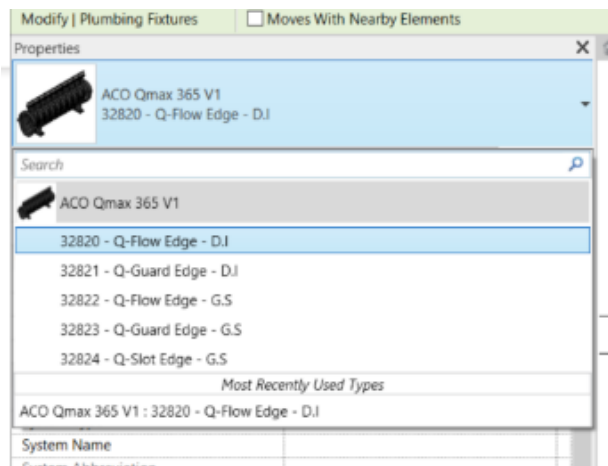 Modify | Plumbing Fixtures Moves With Nearby Elements
Properties
ACO Qmax 365 V1
32820 - Q-Flow Edge - D.I
Search
ACO Qmax 365 V1
32820 - Q-Flow Edge - D.I
32821 - Q-Guard Edge - D.I
32822 - Q-Flow Edge - G.S
32823 - Q-Guard Edge - G.S
32824 - Q-Slot Edge - G.S
Most Recently Used Types
ACO Qmax 365 V1 : 32820 - Q-Flow Edge - D.I
System Name